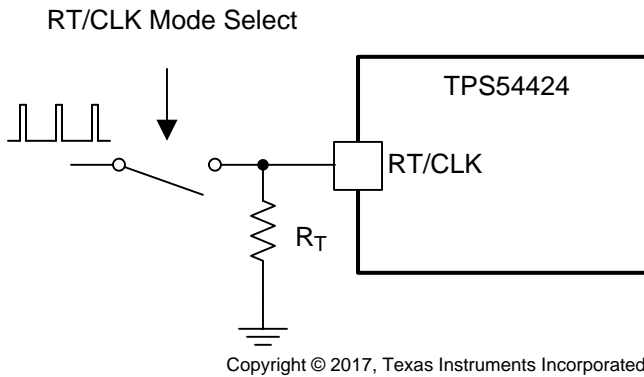 RT/CLK Mode Select
TPS54424
RT/CLK
RT
Copyright © 2017, Texas Instruments Incorporated